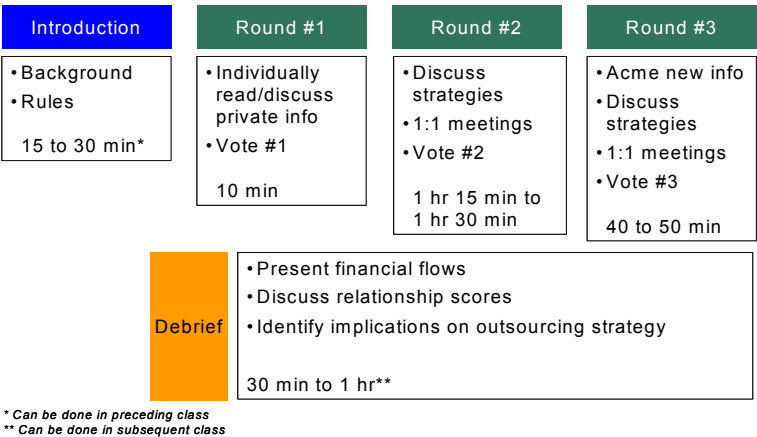 Introduction
• Background
• Rules
15 to 30 min*
Round #1
• Individually
read/discuss
private info
• Vote #1
10 min
Round #2
• Discuss
strategies
• 1:1 meetings
• Vote #2
1 hr 15 min to
1 hr 30 min
Round #3
• Acme new info
• Discuss
strategies
• 1:1 meetings
• Vote #3
40 to 50 min
Debrief
• Present financial flows
• Discuss relationship scores
• Identify implications on outsourcing strategy
30 min to 1 hr**
* Can be done in preceding class
** Can be done in subsequent class